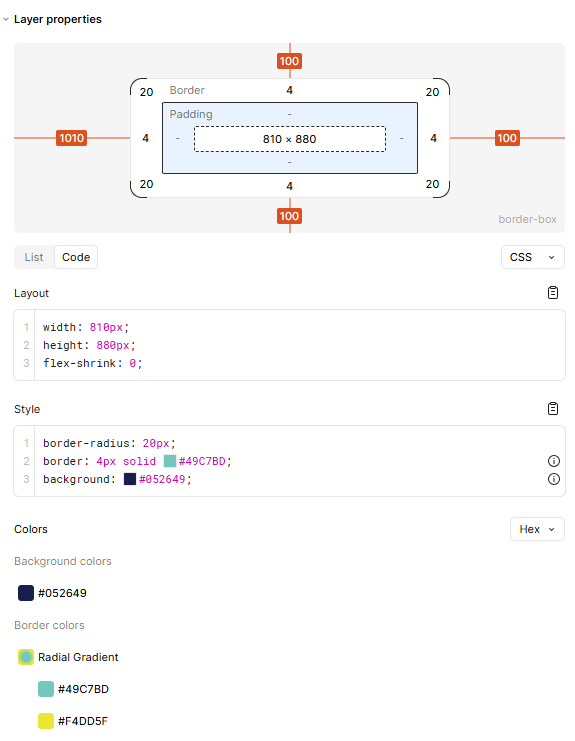 Layer properties
100
20 Border 4 20
Padding -
1010 4 - 810 × 880 - 4 100
-
20 4 20
100
border-box
List Code CSS
Layout
1 width: 810px;
2 height: 880px;
3 flex-shrink: 0;
Style
1 border-radius: 20px;
2 border: 4px solid #49C7BD;
3 background: #052649;
Colors Hex
Background colors
#052649
Border colors
Radial Gradient
#49C7BD
#F4DD5F